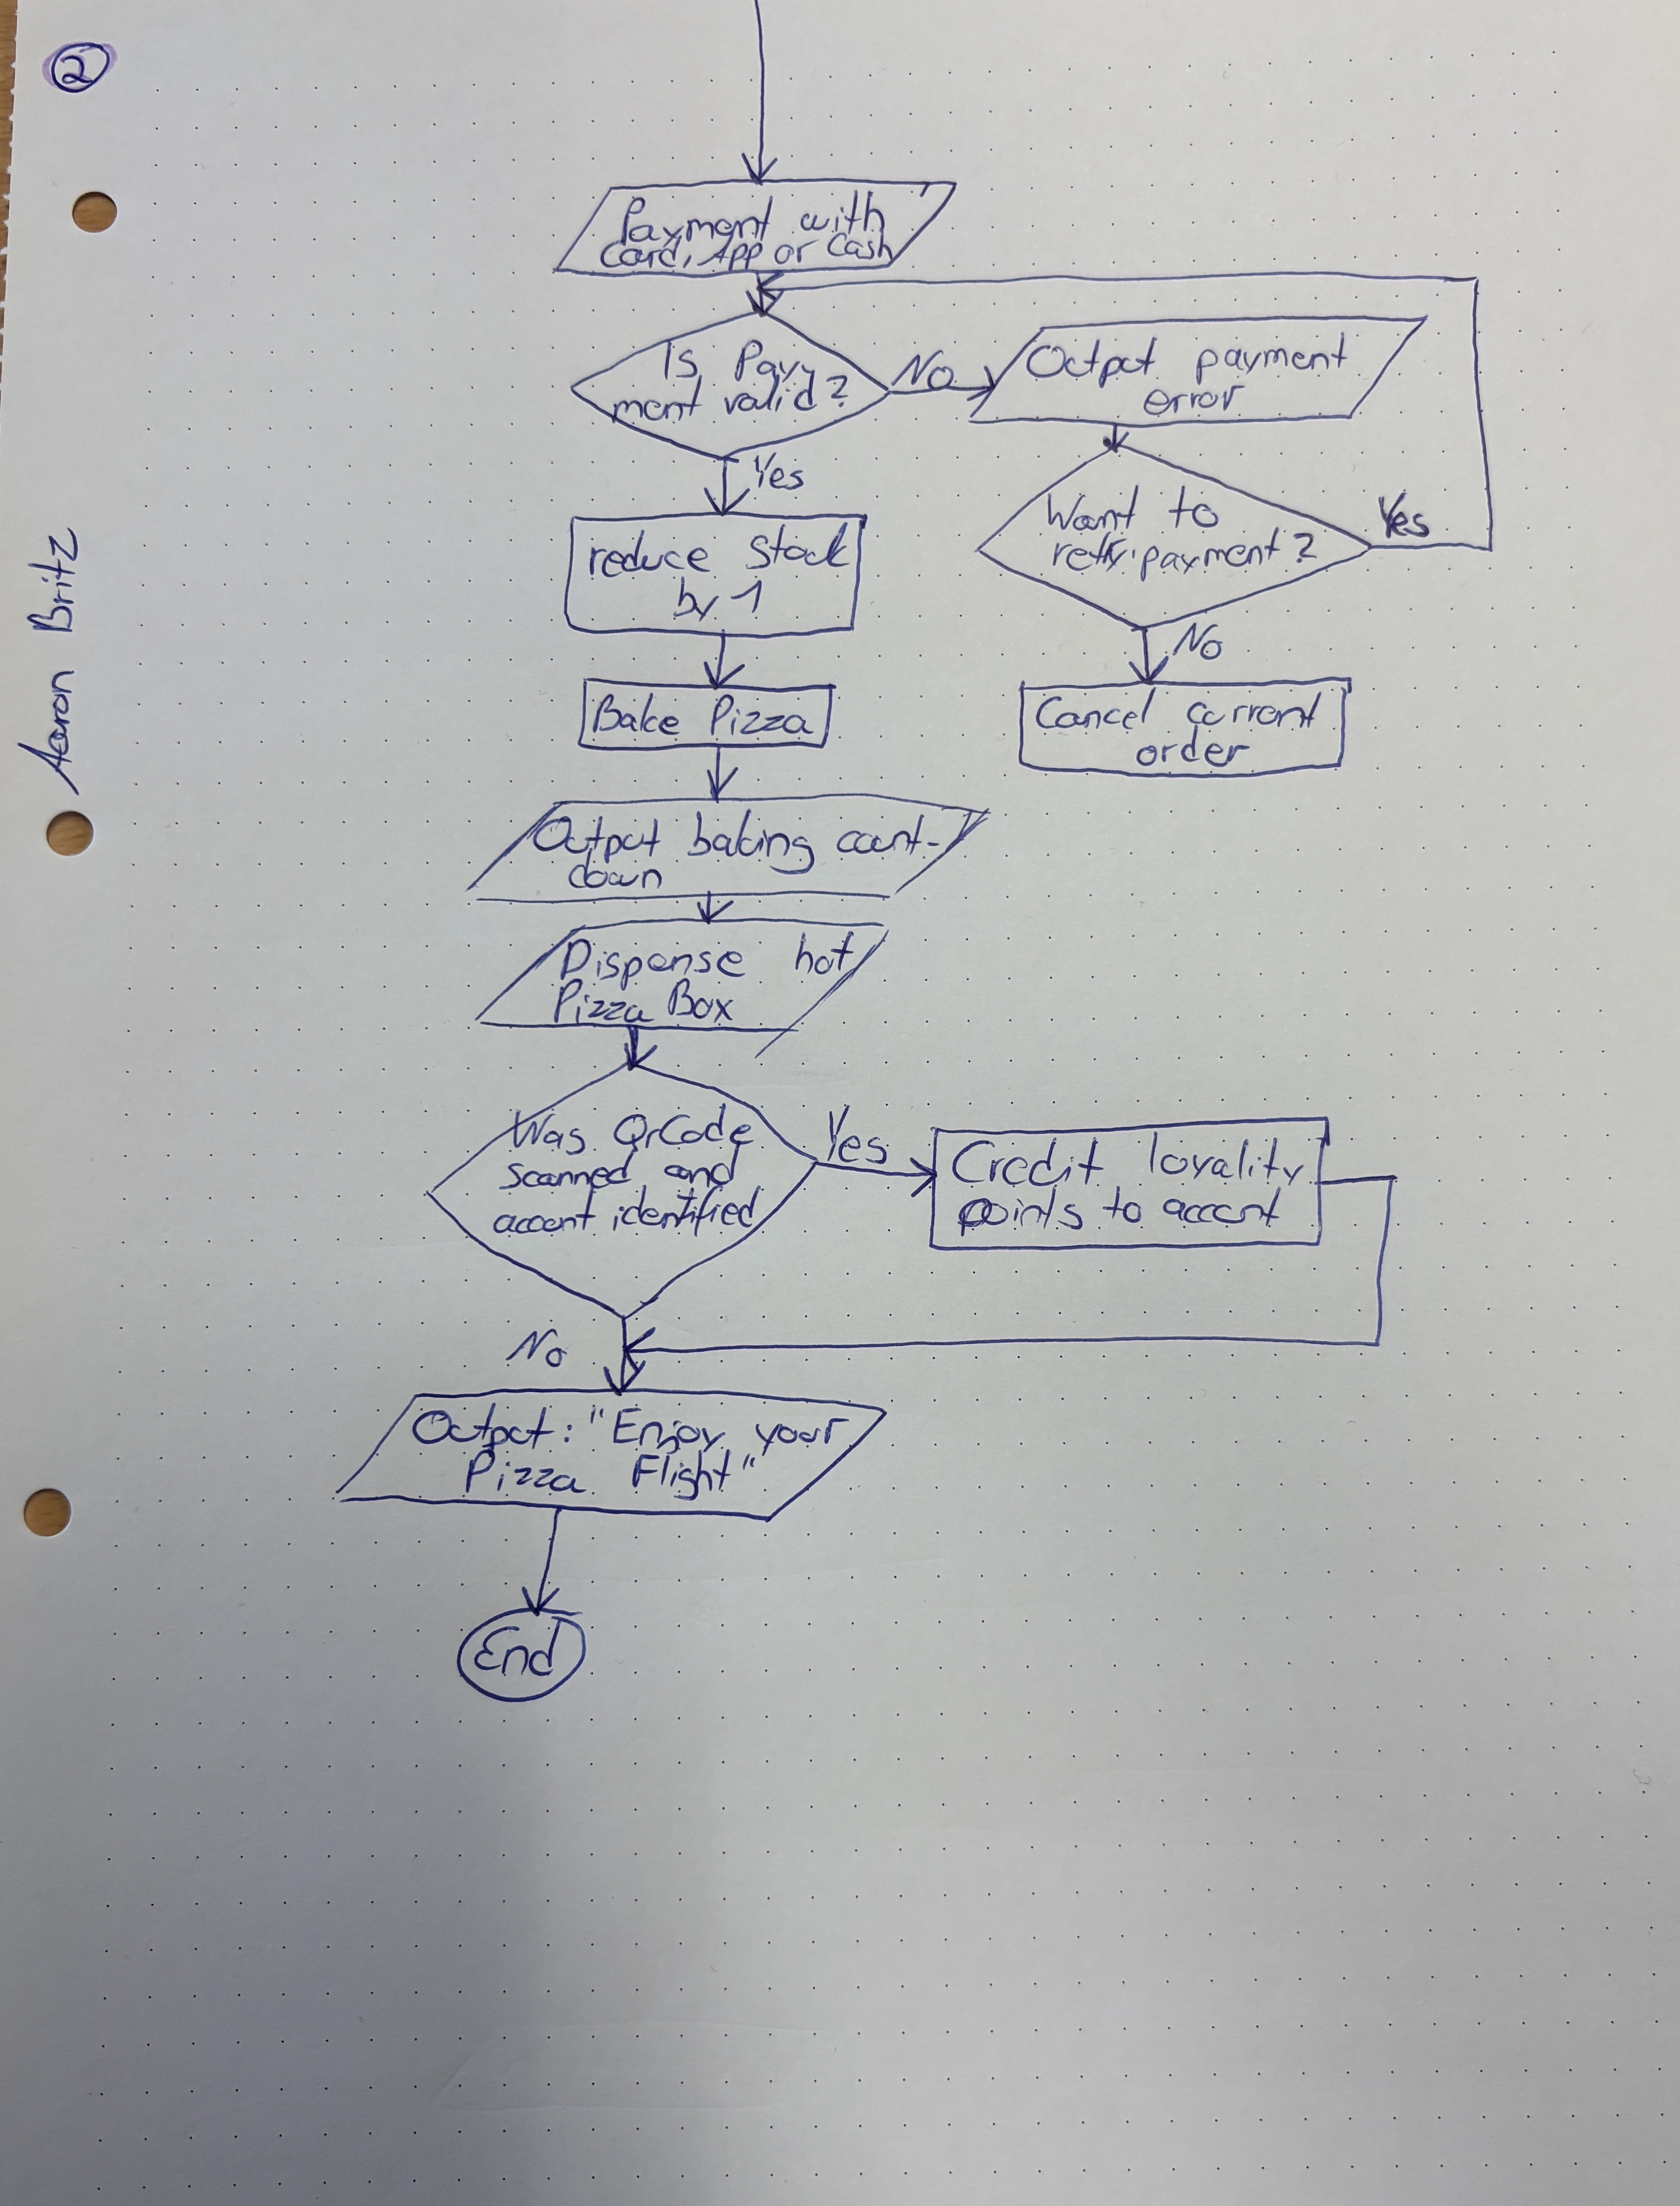 2
Aaron Britz
Payment with
Card, App or Cash
Is Pay
ment valid?
No
Output payment
error
Yes
Want to
retry payment?
Yes
reduce stock
by 1
No
Bake Pizza
Cancel current
order
Output baking count-
down
Dispense hot
Pizza Box
Was QrCode
scanned and
account identified
Yes
Credit loyality
points to account
No
Output: "Enjoy your
Pizza Flight"
End